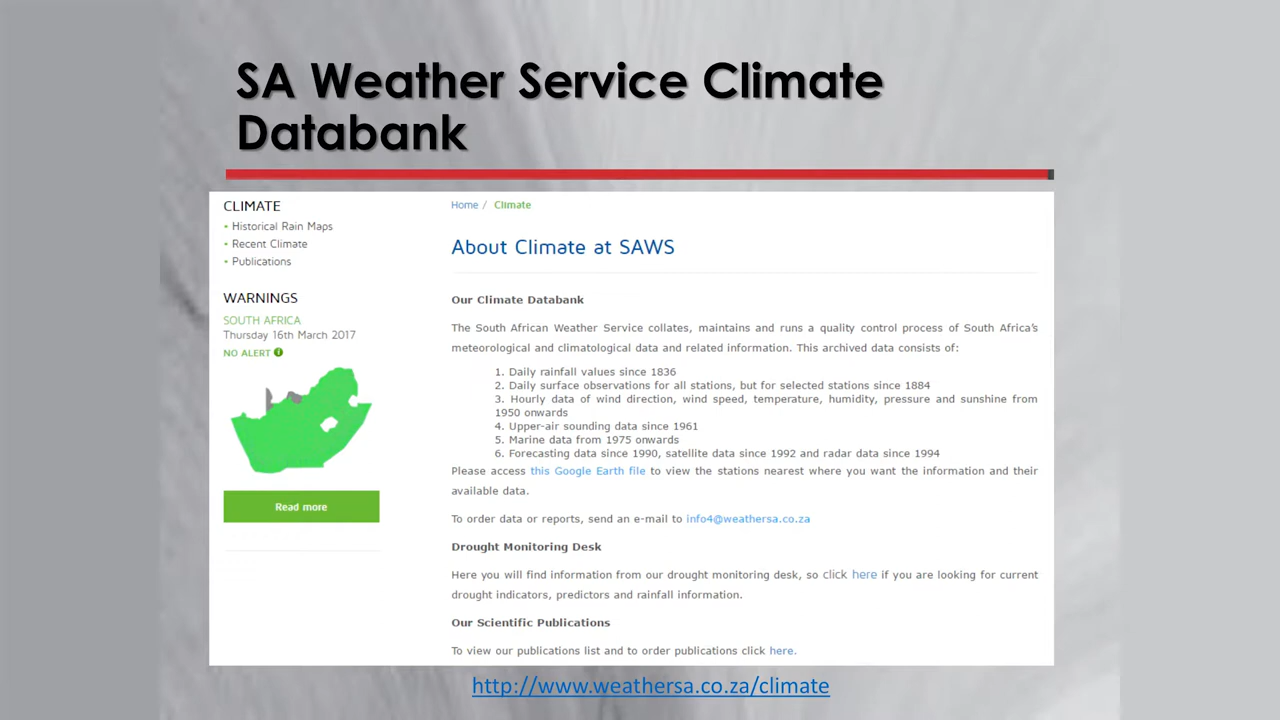 SA Weather Service Climate
Databank
CLIMATE
• Historical Rain Maps
• Recent Climate
• Publications
WARNINGS
SOUTH AFRICA
Thursday 16th March 2017
NO ALERT
Read more
Home / Climate
About Climate at SAWS
Our Climate Databank
The South African Weather Service collates, maintains and runs a quality control process of South Africa's
meteorological and climatological data and related information. This archived data consists of:
1. Daily rainfall values since 1836
2. Daily surface observations for all stations, but for selected stations since 1884
3. Hourly data of wind direction, wind speed, temperature, humidity, pressure and sunshine from
1950 onwards
4. Upper-air sounding data since 1961
5. Marine data from 1975 onwards
6. Forecasting data since 1990, satellite data since 1992 and radar data since 1994
Please access this Google Earth file to view the stations nearest where you want the information and their
available data.
To order data or reports, send an e-mail to info4@weathersa.co.za
Drought Monitoring Desk
Here you will find information from our drought monitoring desk, so click here if you are looking for current
drought indicators, predictors and rainfall information.
Our Scientific Publications
To view our publications list and to order publications click here.
http://www.weathersa.co.za/climate